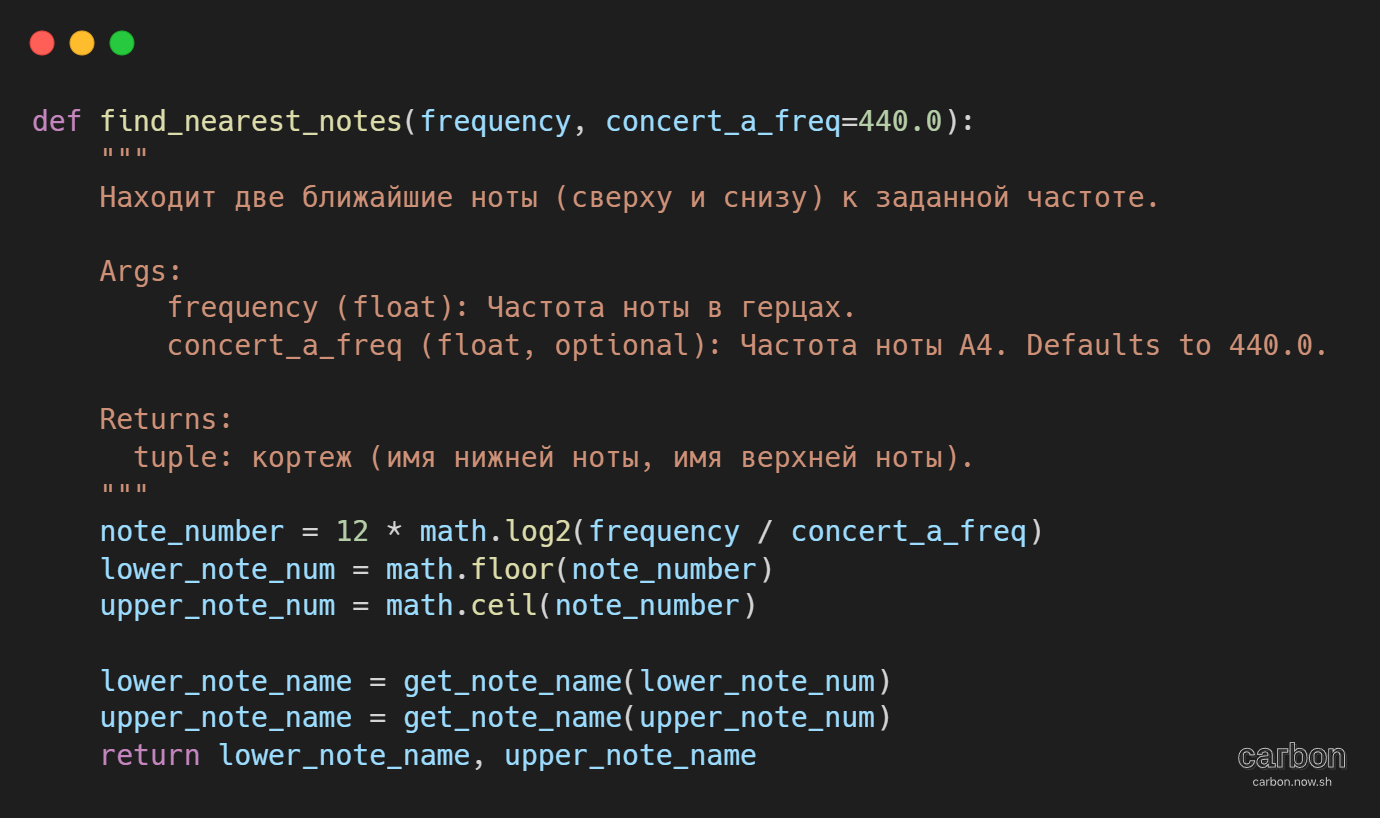 def find_nearest_notes(frequency, concert_a_freq=440.0):
    """
    Находит две ближайшие ноты (сверху и снизу) к заданной частоте.

    Args:
        frequency (float): Частота ноты в герцах.
        concert_a_freq (float, optional): Частота ноты A4. Defaults to 440.0.

    Returns:
      tuple: кортеж (имя нижней ноты, имя верхней ноты).
    """
    note_number = 12 * math.log2(frequency / concert_a_freq)
    lower_note_num = math.floor(note_number)
    upper_note_num = math.ceil(note_number)

    lower_note_name = get_note_name(lower_note_num)
    upper_note_name = get_note_name(upper_note_num)
    return lower_note_name, upper_note_name
carbon
carbon.now.sh